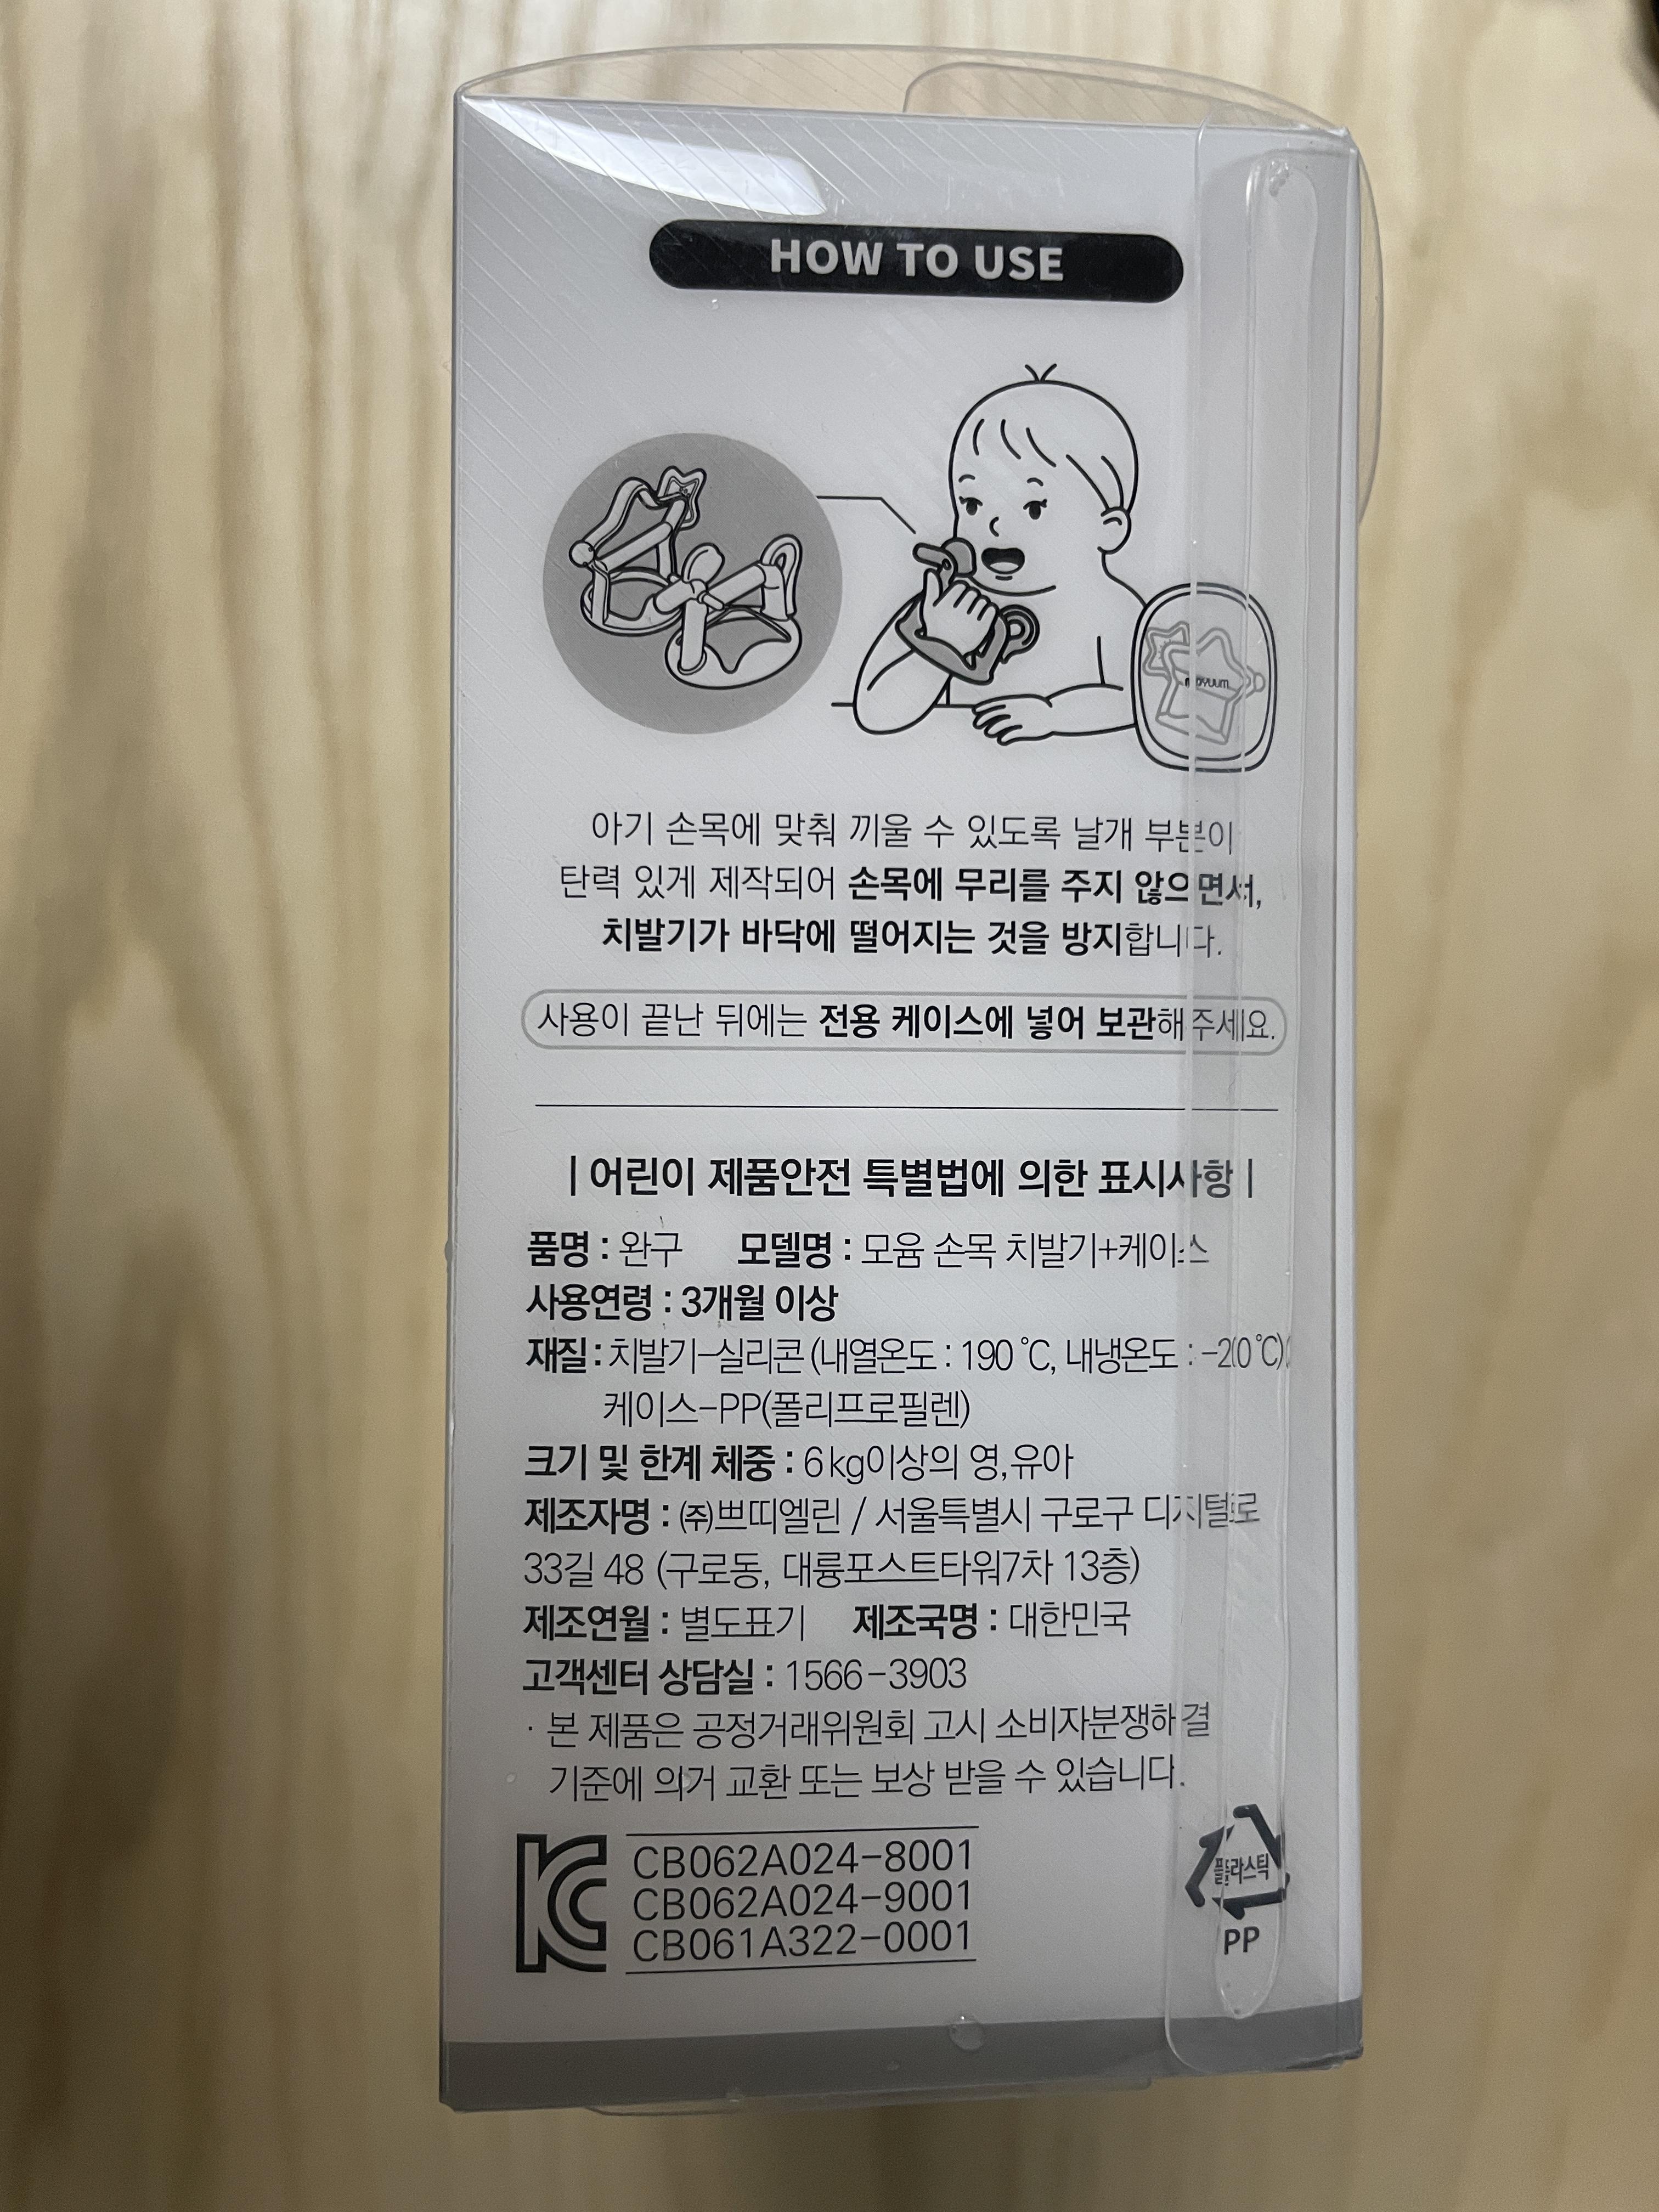 HOW TO USE
moyuum
아기 손목에 맞춰 끼울 수 있도록 날개 부분이
탄력 있게 제작되어 손목에 무리를 주지 않으면서,
치발기가 바닥에 떨어지는 것을 방지합니다.
사용이 끝난 뒤에는 전용 케이스에 넣어 보관해주세요.
| 어린이 제품안전 특별법에 의한 표시사항 |
품명 : 완구 모델명 : 모윰 손목 치발기+케이스
사용연령 : 3개월 이상
재질 : 치발기-실리콘 (내열온도 : 190 ℃, 내냉온도 : -20 ℃)
케이스-PP(폴리프로필렌)
크기 및 한계 체중 : 6kg이상의 영,유아
제조자명 : ㈜쁘띠엘린 / 서울특별시 구로구 디지털로
33길 48 (구로동, 대륭포스트타워7차 13층)
제조연월 : 별도표기 제조국명 : 대한민국
고객센터 상담실 : 1566-3903
· 본 제품은 공정거래위원회 고시 소비자분쟁해결
기준에 의거 교환 또는 보상 받을 수 있습니다.
CB062A024-8001
CB062A024-9001
CB061A322-0001
플라스틱
PP